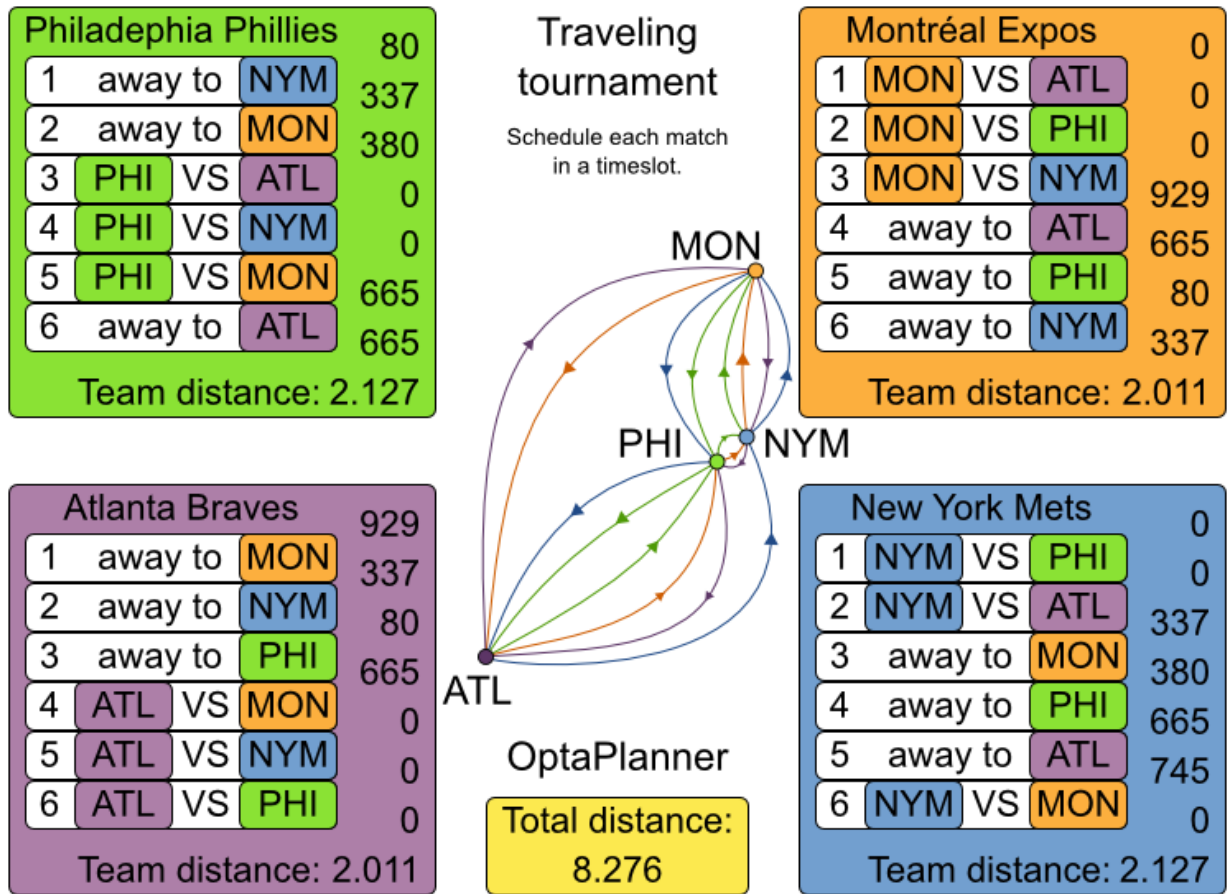 Philadephia Phillies
80
1 away to NYM
337
2 away to MON
380
3 PHI VS ATL
0
4 PHI VS NYM
0
5 PHI VS MON
665
6 away to ATL
665
Team distance: 2.127
Traveling
tournament
Schedule each match
in a timeslot.
Montréal Expos
0
1 MON VS ATL
0
2 MON VS PHI
0
3 MON VS NYM
929
4 away to ATL
665
5 away to PHI
80
6 away to NYM
337
Team distance: 2.011
MON
PHI
NYM
ATL
Atlanta Braves
929
1 away to MON
337
2 away to NYM
80
3 away to PHI
665
4 ATL VS MON
0
5 ATL VS NYM
0
6 ATL VS PHI
0
Team distance: 2.011
OptaPlanner
Total distance:
8.276
New York Mets
0
1 NYM VS PHI
0
2 NYM VS ATL
337
3 away to MON
380
4 away to PHI
665
5 away to ATL
745
6 NYM VS MON
0
Team distance: 2.127